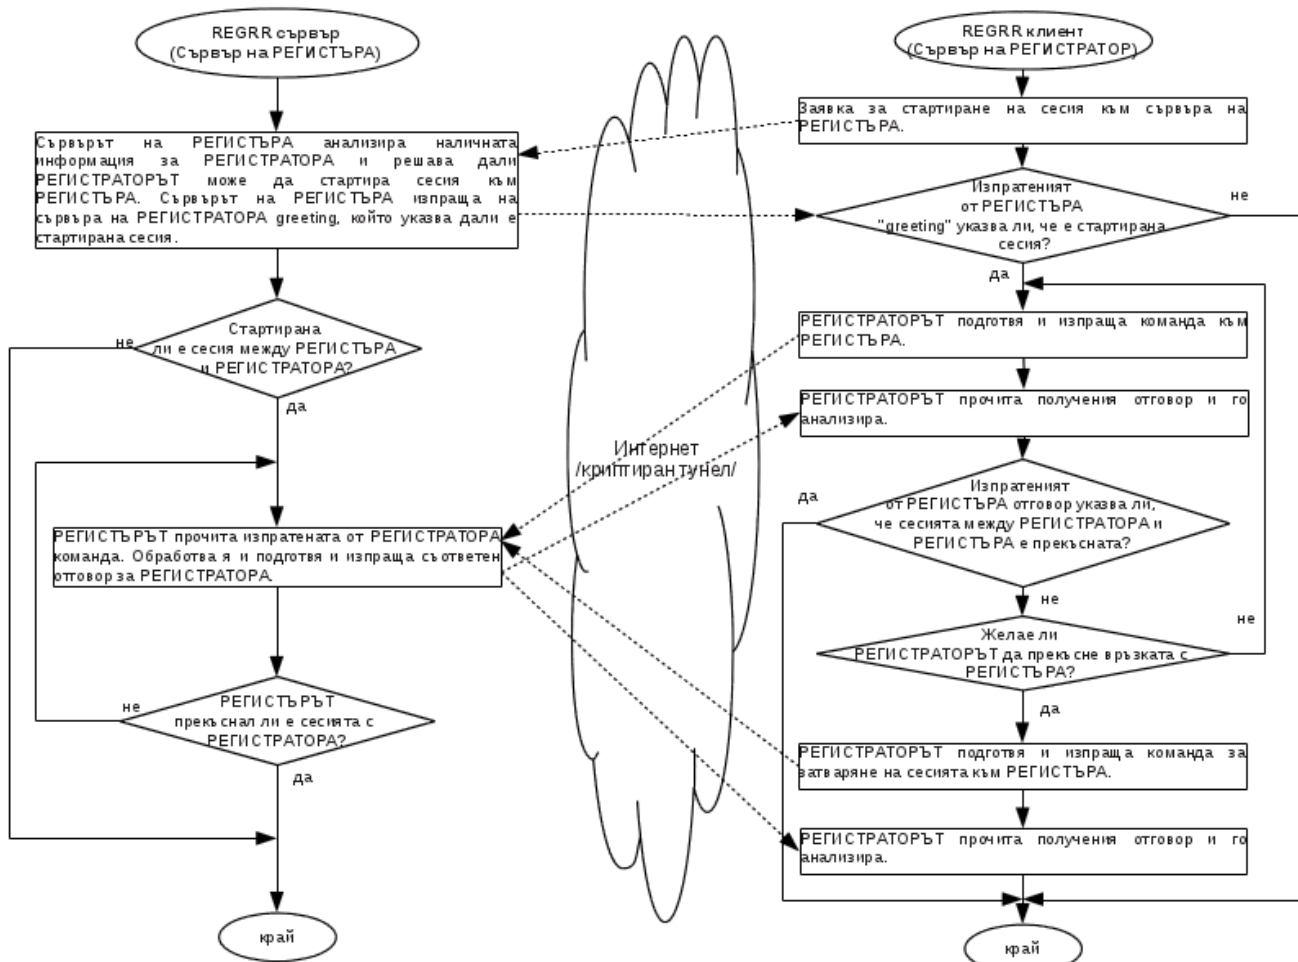 REGRR сървър
(Сървър на РЕГИСТЪРА)
Сървърът на РЕГИСТЪРА анализира наличната
информация за РЕГИСТРАТОРА и решава дали
РЕГИСТРАТОРЪТ може да стартира сесия към
РЕГИСТЪРА. Сървърът на РЕГИСТЪРА изпраща на
сървъра на РЕГИСТРАТОРА greeting, който указва дали е
стартирана сесия.
Стартирана
ли е сесия между РЕГИСТЪРА
и РЕГИСТРАТОРА?
не
да
РЕГИСТЪРЪТ прочита изпратената от РЕГИСТРАТОРА
команда. Обработва я и подготвя и изпраща съответен
отговор за РЕГИСТРАТОРА.
РЕГИСТЪРЪТ
прекъснал ли е сесията с
РЕГИСТРАТОРА?
не
да
край
Интернет
/криптиран тунел/
REGRR клиент
(Сървър на РЕГИСТРАТОР)
Заявка за стартиране на сесия към сървъра на
РЕГИСТЪРА.
Изпратеният
от РЕГИСТЪРА
"greeting" указва ли, че е стартирана
сесия?
не
да
РЕГИСТРАТОРЪТ подготвя и изпраща команда към
РЕГИСТЪРА.
РЕГИСТРАТОРЪТ прочита получения отговор и го
анализира.
Изпратеният
от РЕГИСТЪРА отговор указва ли,
че сесията между РЕГИСТРАТОРА и
РЕГИСТЪРА е прекъсната?
да
не
Желае ли
РЕГИСТРАТОРЪТ да прекъсне връзката с
РЕГИСТЪРА?
не
да
РЕГИСТРАТОРЪТ подготвя и изпраща команда за
затваряне на сесията към РЕГИСТЪРА.
РЕГИСТРАТОРЪТ прочита получения отговор и го
анализира.
край